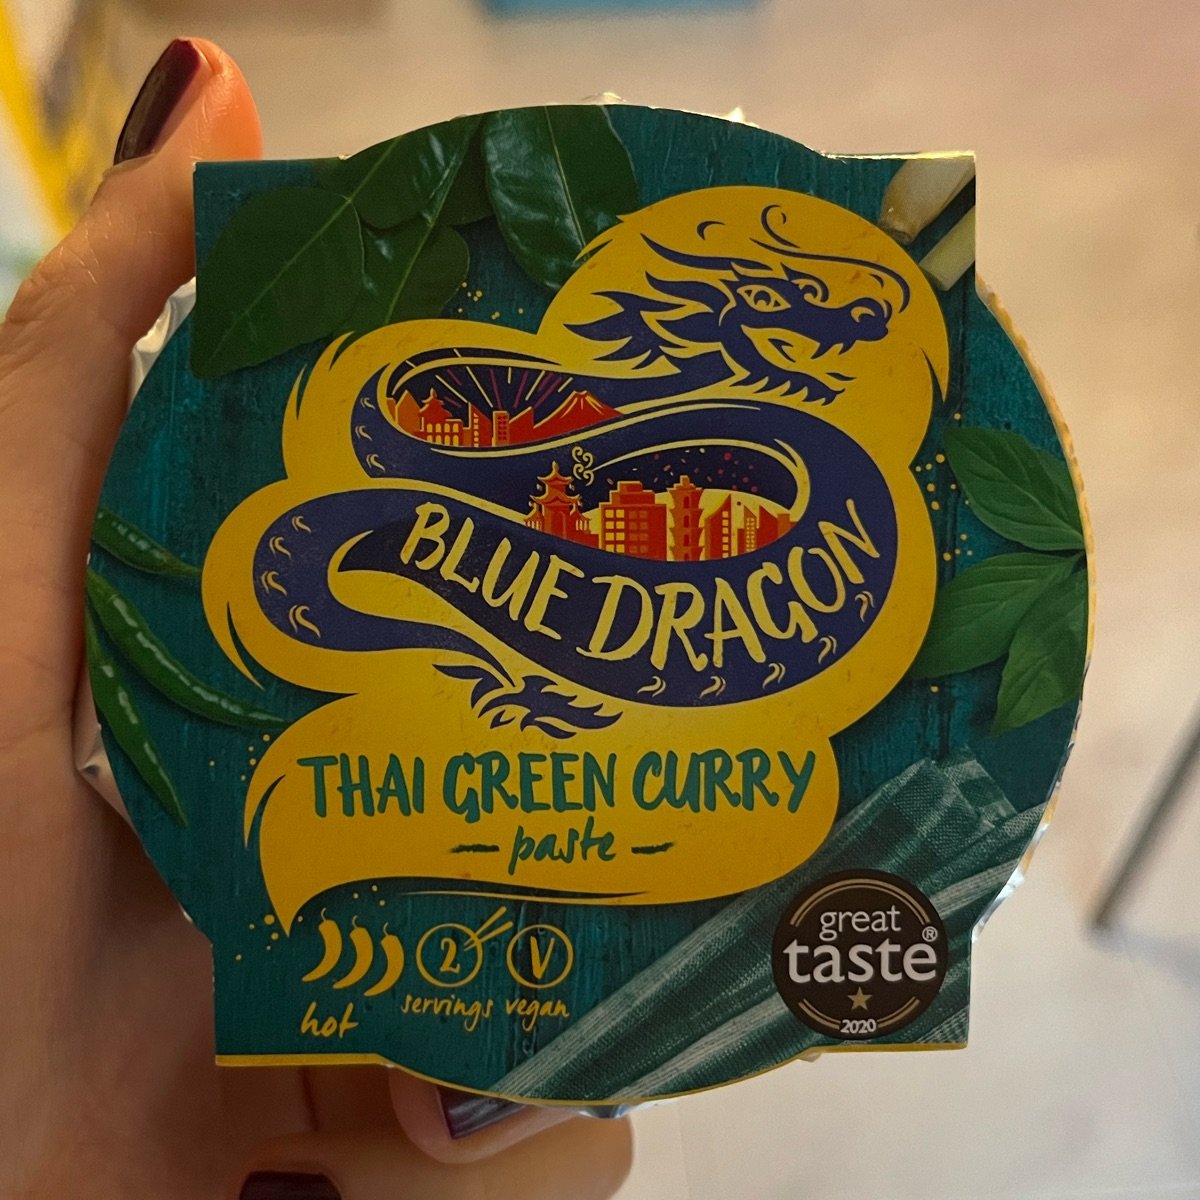 BLUE DRAGON
THAI GREEN CURRY
paste
hot
2
servings
V
vegan
great
taste®
2020